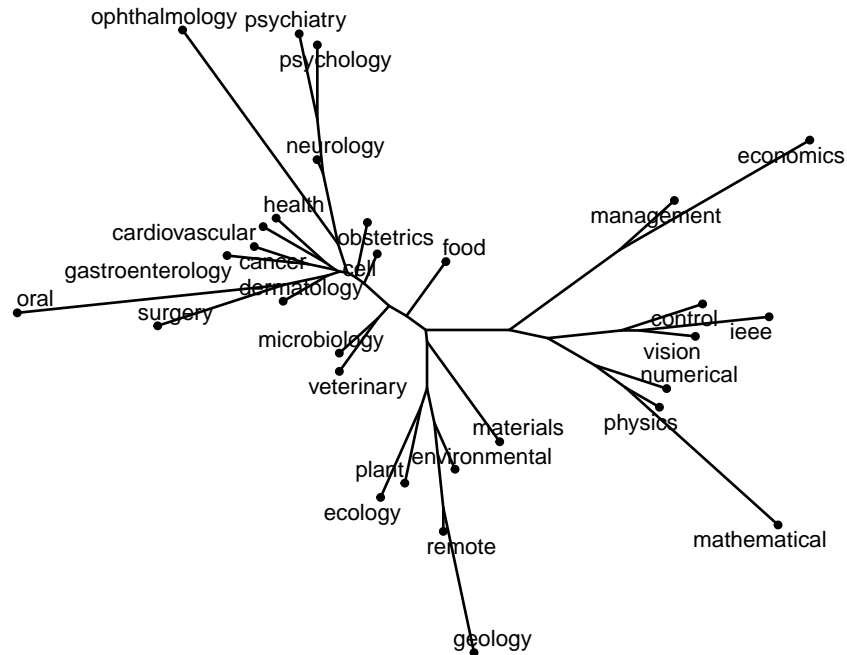 ophthalmology
psychiatry
psychology
neurology
economics
health
management
cardiovascular
obstetrics
food
cancer
cell
gastroenterology
dermatology
oral
surgery
control
ieee
microbiology
vision
veterinary
numerical
physics
materials
environmental
plant
ecology
remote
mathematical
geology